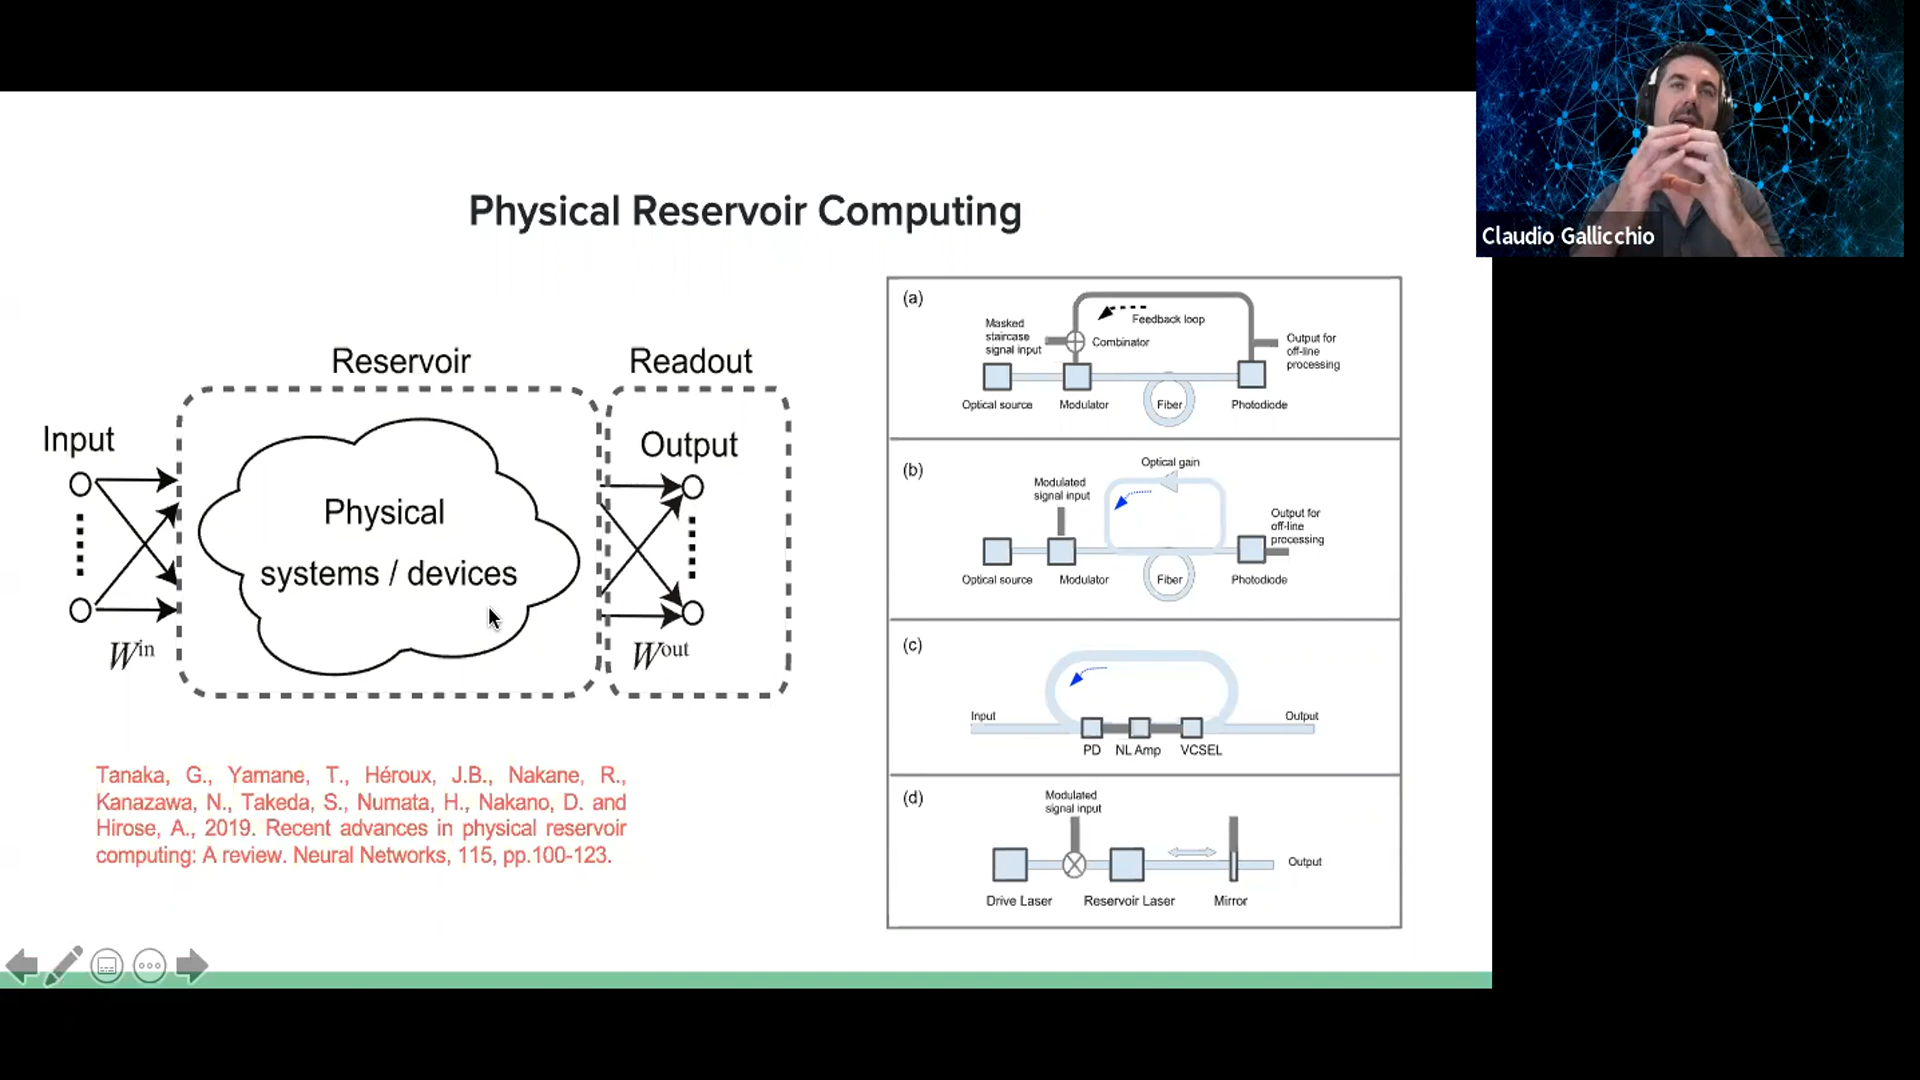 Claudio Gallicchio
Physical Reservoir Computing
Reservoir
Readout
Input
Output
Physical
systems / devices
Wⁱⁿ
Wᵒᵘᵗ
Tanaka, G., Yamane, T., Héroux, J.B., Nakane, R.,
Kanazawa, N., Takeda, S., Numata, H., Nakano, D. and
Hirose, A., 2019. Recent advances in physical reservoir
computing: A review. Neural Networks, 115, pp.100-123.
(a)
Masked
staircase
signal input
Feedback loop
Combinator
Output for
off-line
processing
Optical source
Modulator
Fiber
Photodiode
(b)
Optical gain
Modulated
signal input
Output for
off-line
processing
Optical source
Modulator
Fiber
Photodiode
(c)
Input
Output
PD
NL Amp
VCSEL
(d)
Modulated
signal input
Output
Drive Laser
Reservoir Laser
Mirror